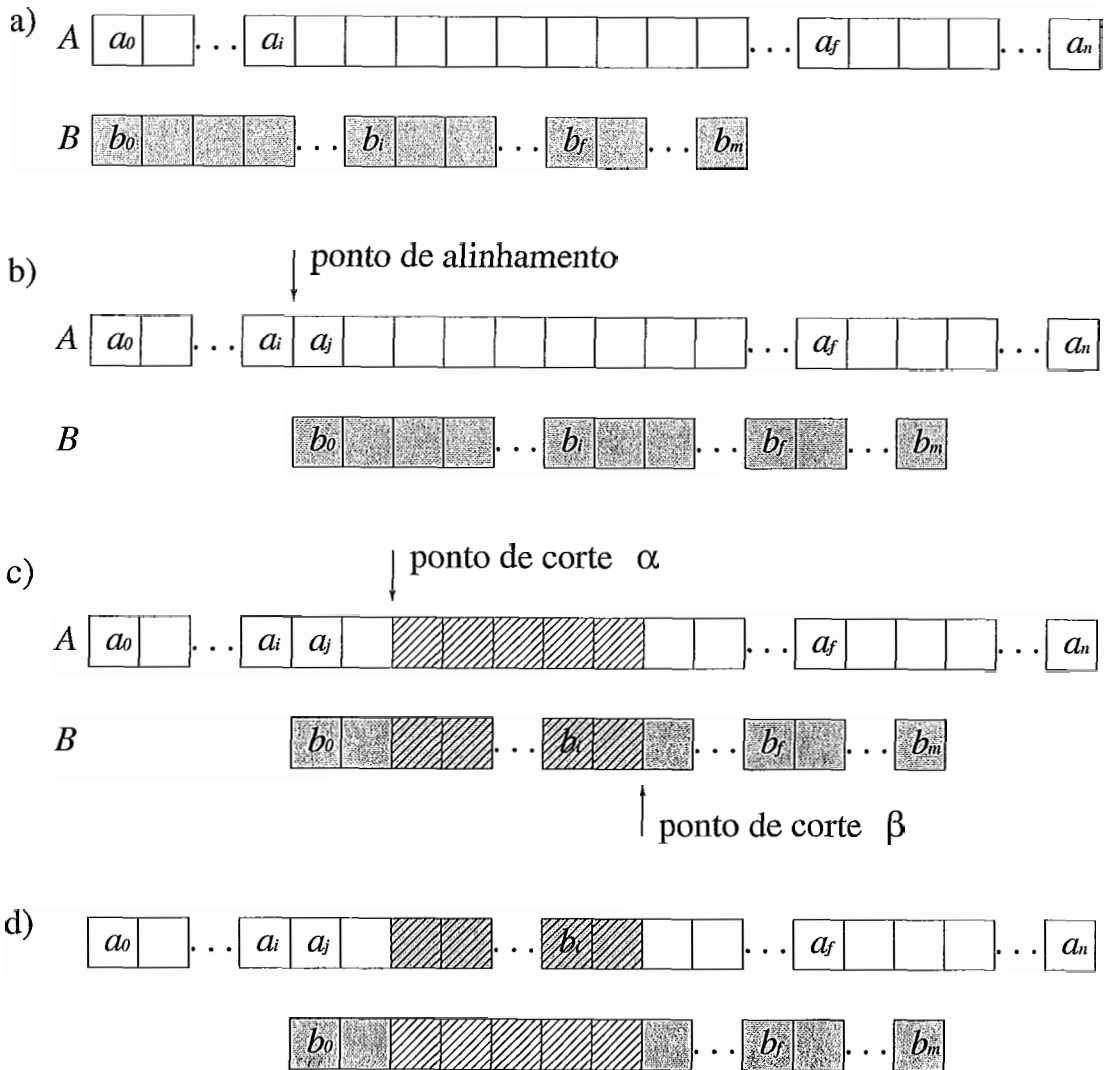 a)
A a0 ... ai ... af ... an
B b0 ... bi ... bf ... bm
b)
ponto de alinhamento
A a0 ... ai aj ... af ... an
B b0 ... bi ... bf ... bm
c)
ponto de corte α
A a0 ... ai aj ... af ... an
B b0 ... bi ... bf ... bm
ponto de corte β
d)
a0 ... ai aj ... bi ... af ... an
b0 ... bf ... bm